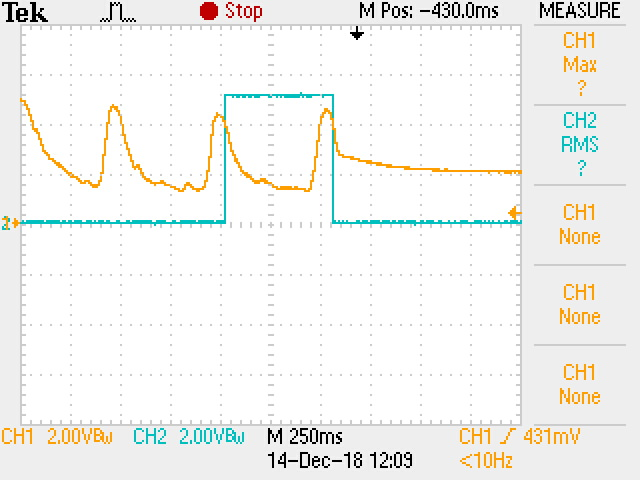 Tek Stop M Pos: -430.0ms MEASURE
CH1
Max
?
CH2
RMS
?
CH1
None
CH1
None
CH1
None
2
CH1 2.00VBw CH2 2.00VBw M 250ms CH1 431mV
14-Dec-18 12:09 <10Hz